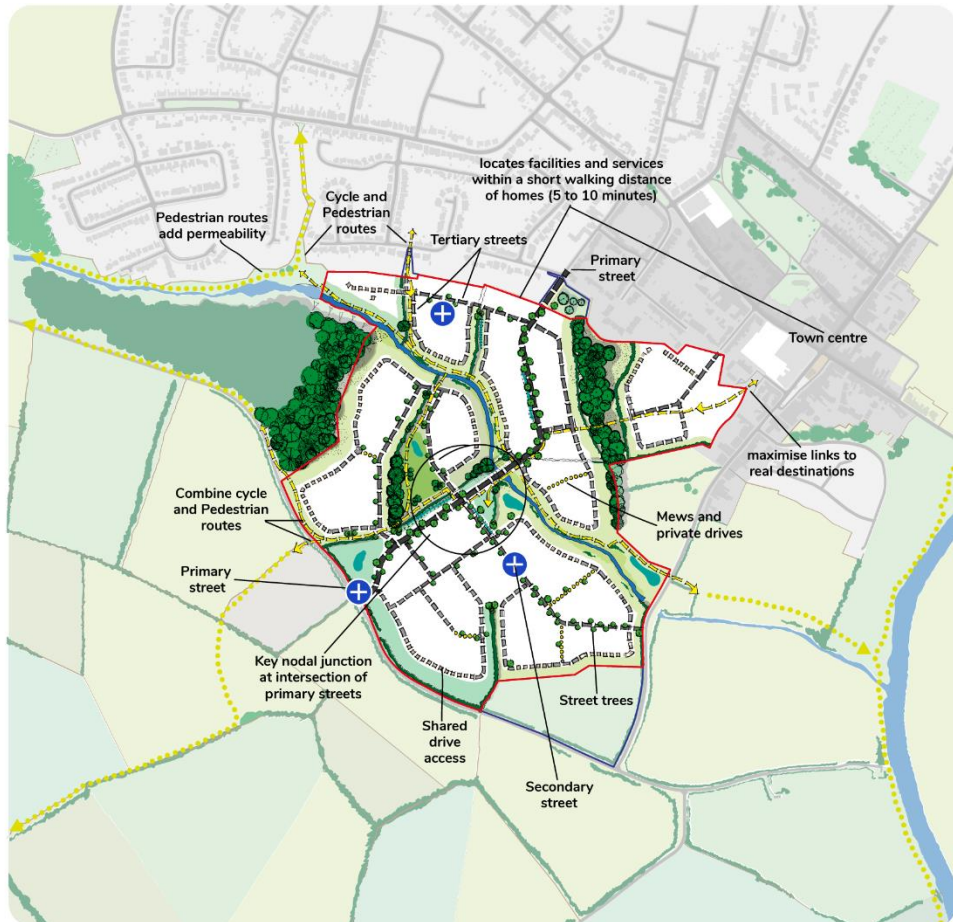 locates facilities and services
within a short walking distance
of homes (5 to 10 minutes)
Cycle and
Pedestrian
routes
Pedestrian routes
add permeability
Tertiary streets
Primary
street
Town centre
maximise links to
real destinations
Combine cycle
and Pedestrian
routes
Mews and
private drives
Primary
street
Key nodal junction
at intersection of
primary streets
Street trees
Shared
drive
access
Secondary
street